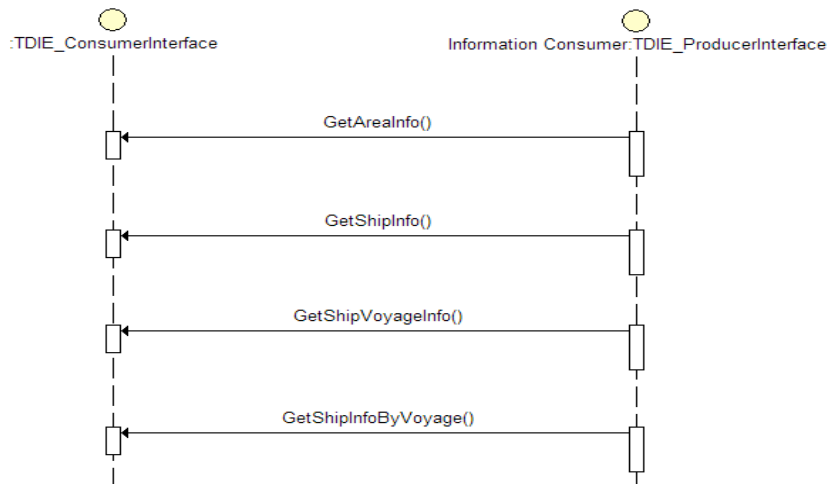 :TDIE_ConsumerInterface
Information Consumer:TDIE_ProducerInterface
GetAreaInfo()
GetShipInfo()
GetShipVoyageInfo()
GetShipInfoByVoyage()